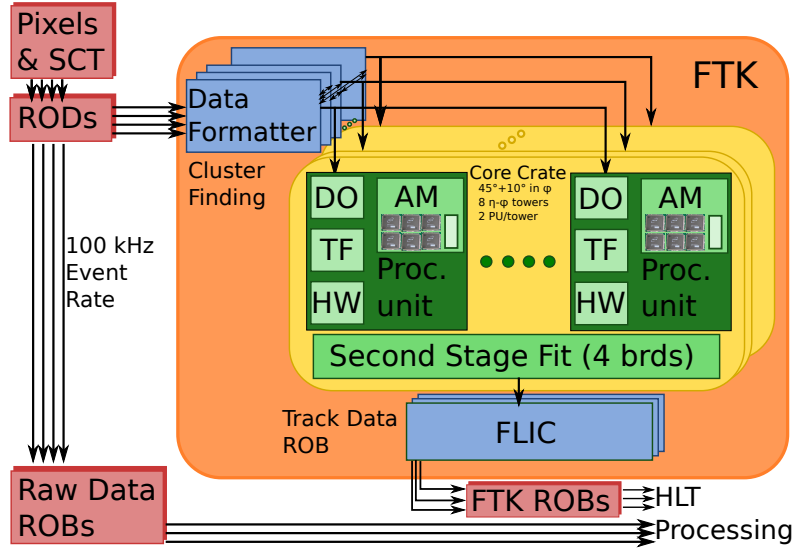 Pixels
& SCT
FTK
RODs
Data
Formatter
Cluster
Finding
Core Crate
45°+10° in φ
8 η-φ towers
2 PU/tower
DO
AM
TF
Proc.
unit
HW
DO
AM
TF
Proc.
unit
HW
100 kHz
Event
Rate
Second Stage Fit (4 brds)
Track Data
ROB
FLIC
Raw Data
ROBs
FTK ROBs
HLT
Processing